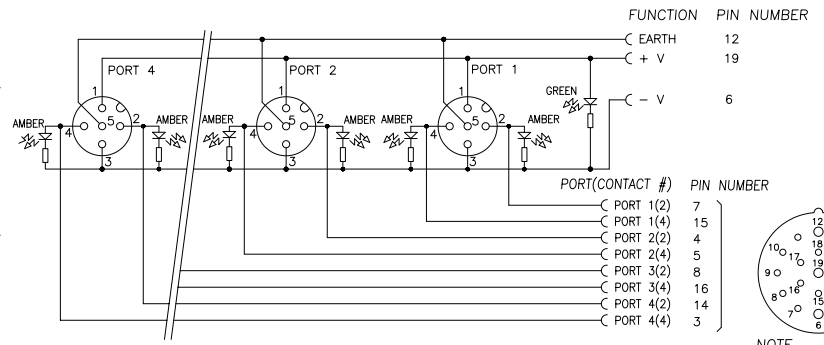 FUNCTION PIN NUMBER
EARTH 12
+ V 19
- V 6
PORT 4
PORT 2
PORT 1
GREEN
1
1
1
AMBER
4
5
2
AMBER
AMBER
4
5
2
AMBER
AMBER
4
5
2
AMBER
3
3
3
PORT(CONTACT #) PIN NUMBER
PORT 1(2) 7
PORT 1(4) 15
PORT 2(2) 4
PORT 2(4) 5
PORT 3(2) 8
PORT 3(4) 16
PORT 4(2) 14
PORT 4(4) 3
12
18
10
17
19
9
16
8
15
7
6
NOTE